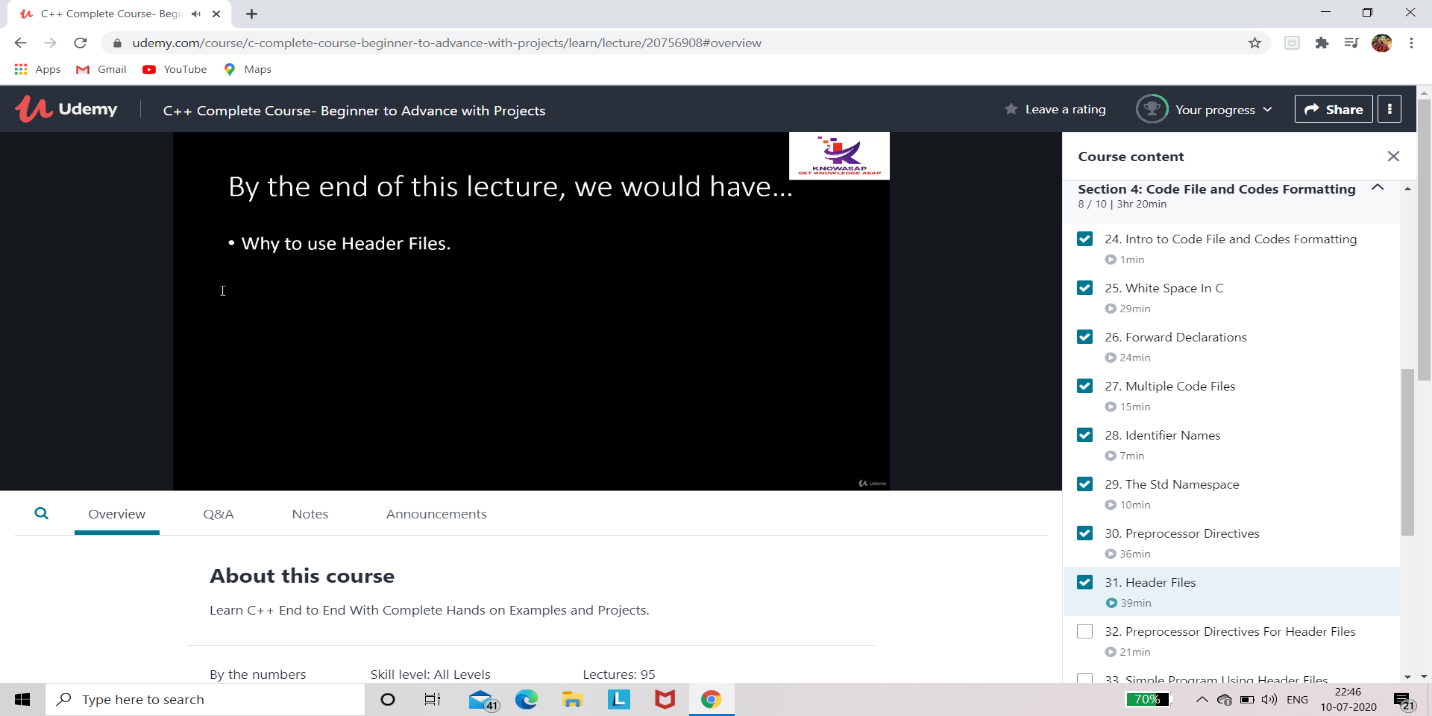 C++ Complete Course- Begi
udemy.com/course/c-complete-course-beginner-to-advance-with-projects/learn/lecture/20756908#overview
Apps Gmail YouTube Maps
Udemy C++ Complete Course- Beginner to Advance with Projects Leave a rating Your progress Share
KNOWASAP
GET KNOWLEDGE ASAP
By the end of this lecture, we would have...
• Why to use Header Files.
Udemy
Course content
Section 4: Code File and Codes Formatting
8 / 10 | 3hr 20min
24. Intro to Code File and Codes Formatting
1min
25. White Space In C
29min
26. Forward Declarations
24min
27. Multiple Code Files
15min
28. Identifier Names
7min
29. The Std Namespace
10min
30. Preprocessor Directives
36min
31. Header Files
39min
32. Preprocessor Directives For Header Files
21min
33. Simple Program Using Header Files
Overview Q&A Notes Announcements
About this course
Learn C++ End to End With Complete Hands on Examples and Projects.
By the numbers Skill level: All Levels Lectures: 95
Type here to search
41
70%
ENG
22:46
10-07-2020
21